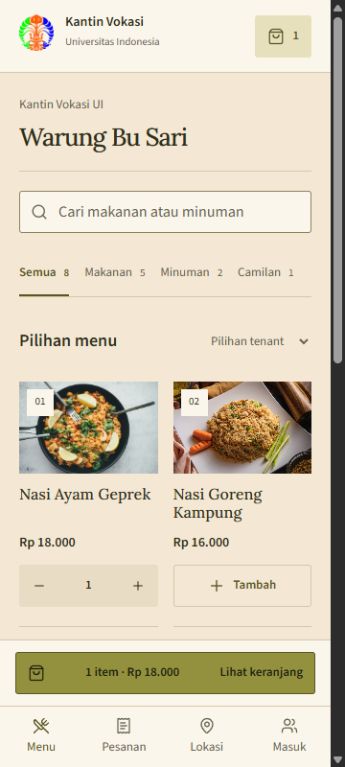 Kantin Vokasi
Universitas Indonesia
1
Kantin Vokasi UI
Warung Bu Sari
Cari makanan atau minuman
Semua 8 Makanan 5 Minuman 2 Camilan 1
Pilihan menu Pilihan tenant
01 02
Nasi Ayam Geprek
Nasi Goreng
Kampung
Rp 18.000 Rp 16.000
− 1 + + Tambah
1 item · Rp 18.000 Lihat keranjang
Menu Pesanan Lokasi Masuk